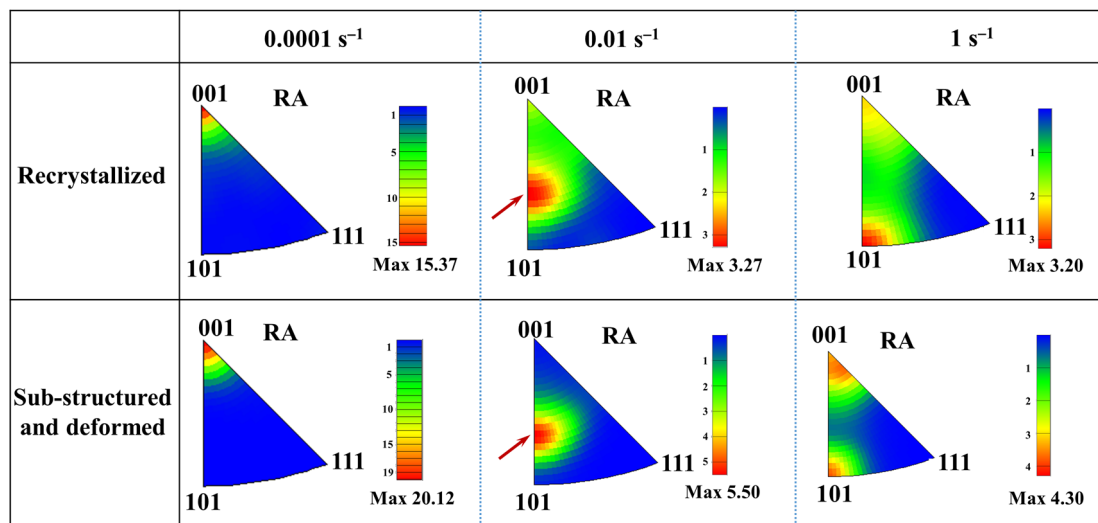 0.0001 s⁻¹
0.01 s⁻¹
1 s⁻¹
Recrystallized
001
RA
1
5
10
15
111
101
Max 15.37
001
RA
1
2
3
111
101
Max 3.27
001
RA
1
2
3
111
101
Max 3.20
Sub-structured
and deformed
001
RA
1
5
10
15
19
111
101
Max 20.12
001
RA
1
2
3
4
5
111
101
Max 5.50
001
RA
1
2
3
4
111
101
Max 4.30